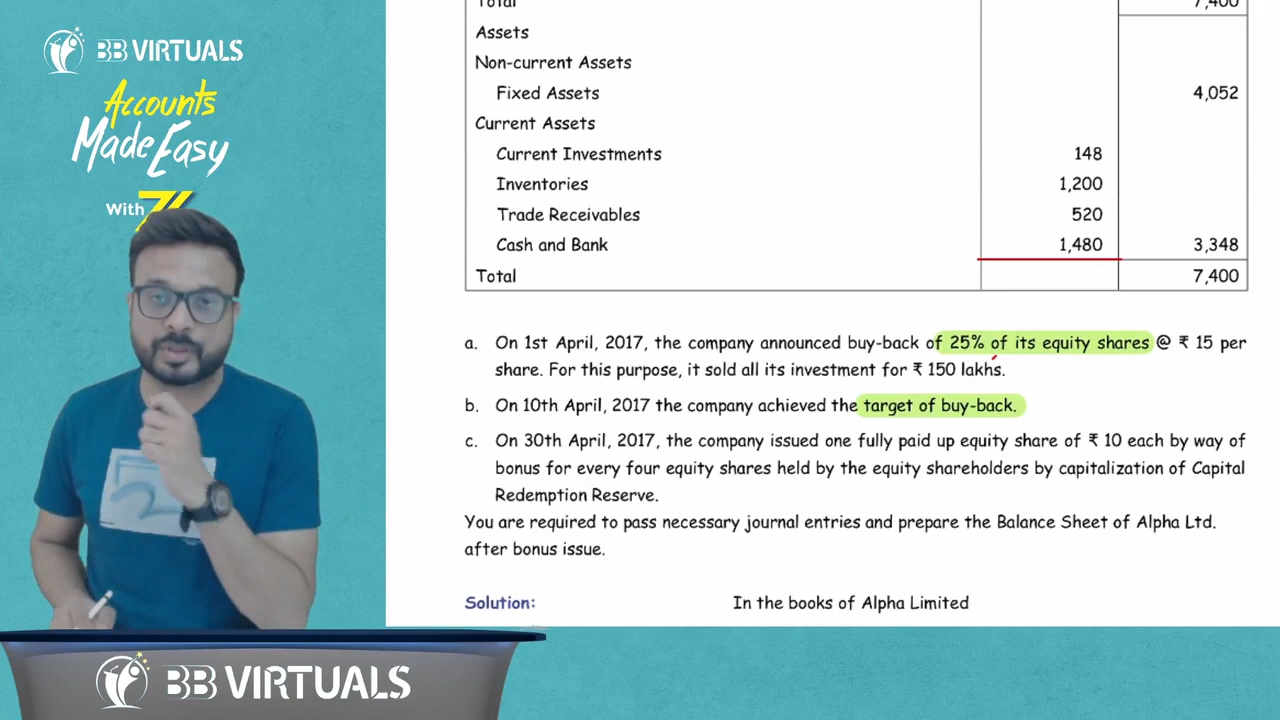 BB VIRTUALS
Accounts
Made Easy
With
Total 7,400
Assets
Non-current Assets
Fixed Assets 4,052
Current Assets
Current Investments 148
Inventories 1,200
Trade Receivables 520
Cash and Bank 1,480 3,348
Total 7,400
a. On 1st April, 2017, the company announced buy-back of 25% of its equity shares @ ₹ 15 per
share. For this purpose, it sold all its investment for ₹ 150 lakhs.
b. On 10th April, 2017 the company achieved the target of buy-back.
c. On 30th April, 2017, the company issued one fully paid up equity share of ₹ 10 each by way of
bonus for every four equity shares held by the equity shareholders by capitalization of Capital
Redemption Reserve.
You are required to pass necessary journal entries and prepare the Balance Sheet of Alpha Ltd.
after bonus issue.
Solution: In the books of Alpha Limited
BB VIRTUALS